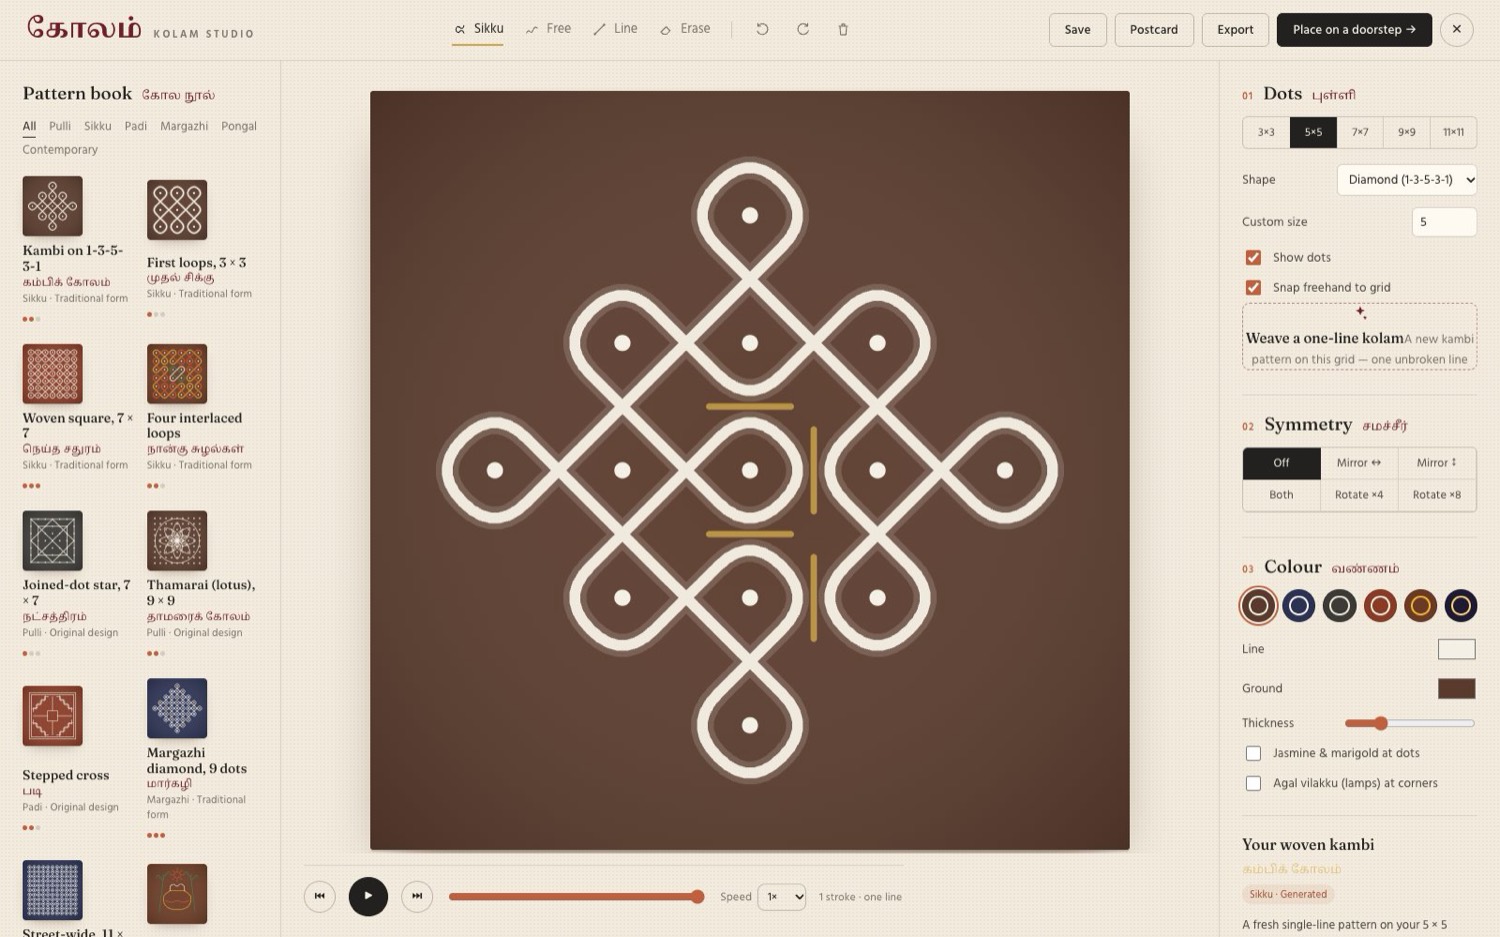 கோலம் KOLAM STUDIO
Sikku Free Line Erase
Save Postcard Export Place on a doorstep → ✕
Pattern book கோல நூல்
All Pulli Sikku Padi Margazhi Pongal
Contemporary
Kambi on 1-3-5-
3-1
கம்பிக் கோலம்
Sikku · Traditional form
First loops, 3 × 3
முதல் சிக்கு
Sikku · Traditional form
Woven square, 7 ×
7
நெய்த சதுரம்
Sikku · Traditional form
Four interlaced
loops
நான்கு சுழல்கள்
Sikku · Traditional form
Joined-dot star, 7
× 7
நட்சத்திரம்
Pulli · Original design
Thamarai (lotus),
9 × 9
தாமரைக் கோலம்
Pulli · Original design
Stepped cross
படி
Padi · Original design
Margazhi
diamond, 9 dots
மார்கழி
Margazhi · Traditional
form
Street-wide, 11 ×
Speed 1× 1 stroke · one line
01 Dots புள்ளி
3×3 5×5 7×7 9×9 11×11
Shape Diamond (1-3-5-3-1)
Custom size 5
Show dots
Snap freehand to grid
Weave a one-line kolam A new kambi
pattern on this grid — one unbroken line
02 Symmetry சமச்சீர்
Off Mirror ↔ Mirror ↕
Both Rotate ×4 Rotate ×8
03 Colour வண்ணம்
Line
Ground
Thickness
Jasmine & marigold at dots
Agal vilakku (lamps) at corners
Your woven kambi
கம்பிக் கோலம்
Sikku · Generated
A fresh single-line pattern on your 5 × 5